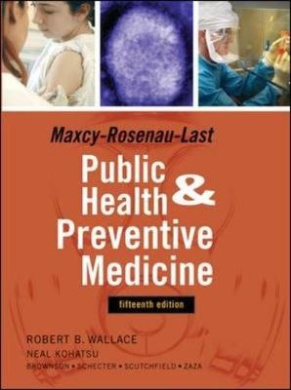 Maxcy-Rosenau-Last
Public
Health &
Preventive
Medicine
fifteenth edition
ROBERT B. WALLACE
NEAL KOHATSU
BROWNSON • SCHECTER • SCUTCHFIELD • ZAZA